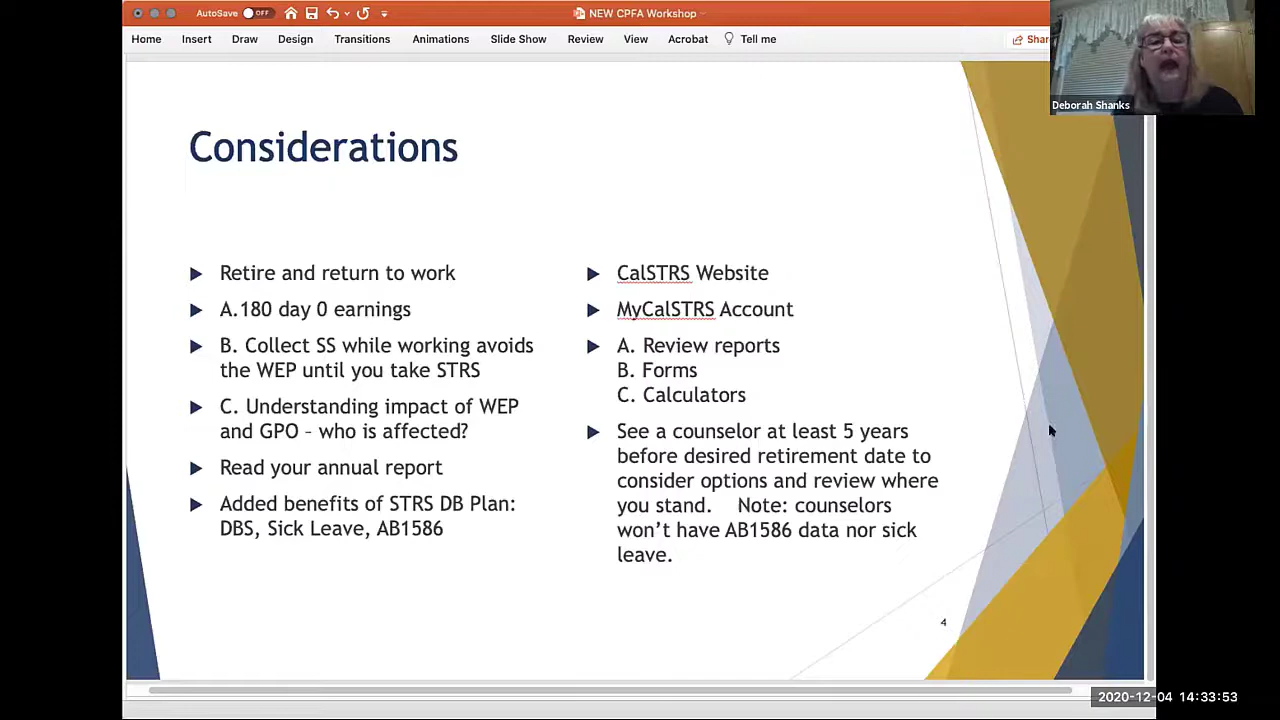 AutoSave OFF
NEW CPFA Workshop
Home Insert Draw Design Transitions Animations Slide Show Review View Acrobat Tell me
Deborah Shanks
Considerations
Retire and return to work
A.180 day 0 earnings
B. Collect SS while working avoids
the WEP until you take STRS
C. Understanding impact of WEP
and GPO – who is affected?
Read your annual report
Added benefits of STRS DB Plan:
DBS, Sick Leave, AB1586
CalSTRS Website
MyCalSTRS Account
A. Review reports
B. Forms
C. Calculators
See a counselor at least 5 years
before desired retirement date to
consider options and review where
you stand. Note: counselors
won’t have AB1586 data nor sick
leave.
4
2020-12-04 14:33:53